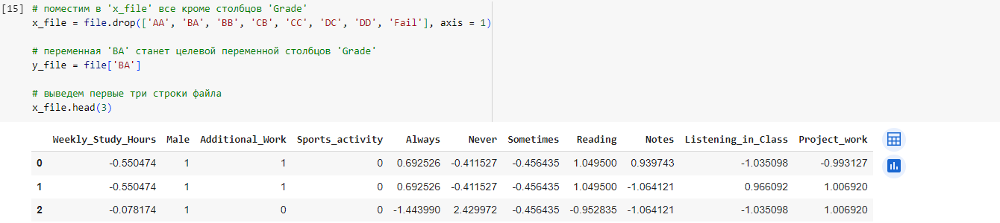 [15] # поместим в 'x_file' все кроме столбцов 'Grade'
x_file = file.drop(['AA', 'BA', 'BB', 'CB', 'CC', 'DC', 'DD', 'Fail'], axis = 1)
# переменная 'BA' станет целевой переменной столбцов 'Grade'
y_file = file['BA']
# выведем первые три строки файла
x_file.head(3)
Weekly_Study_Hours Male Additional_Work Sports_activity Always Never Sometimes Reading Notes Listening_in_Class Project_work
0 -0.550474 1 1 0 0.692526 -0.411527 -0.456435 1.049500 0.939743 -1.035098 -0.993127
1 -0.550474 1 1 0 0.692526 -0.411527 -0.456435 1.049500 -1.064121 0.966092 1.006920
2 -0.078174 1 0 0 -1.443990 2.429972 -0.456435 -0.952835 -1.064121 -1.035098 1.006920